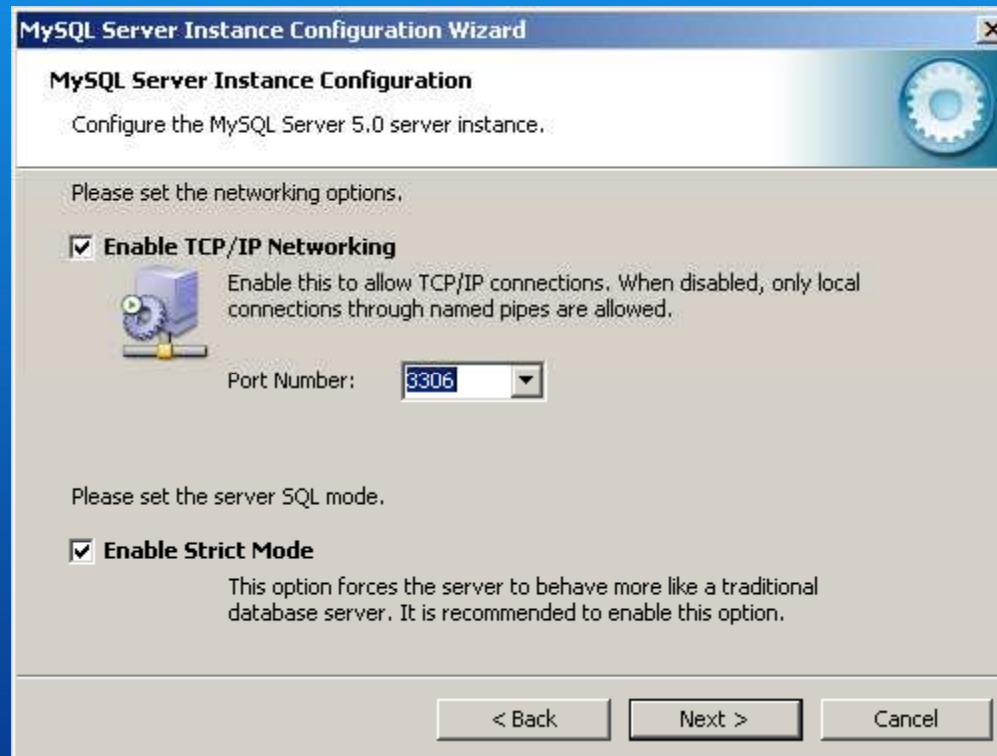 MySQL Server Instance Configuration Wizard
MySQL Server Instance Configuration
Configure the MySQL Server 5.0 server instance.
Please set the networking options.
Enable TCP/IP Networking
Enable this to allow TCP/IP connections. When disabled, only local
connections through named pipes are allowed.
Port Number: 3306
Please set the server SQL mode.
Enable Strict Mode
This option forces the server to behave more like a traditional
database server. It is recommended to enable this option.
< Back Next > Cancel